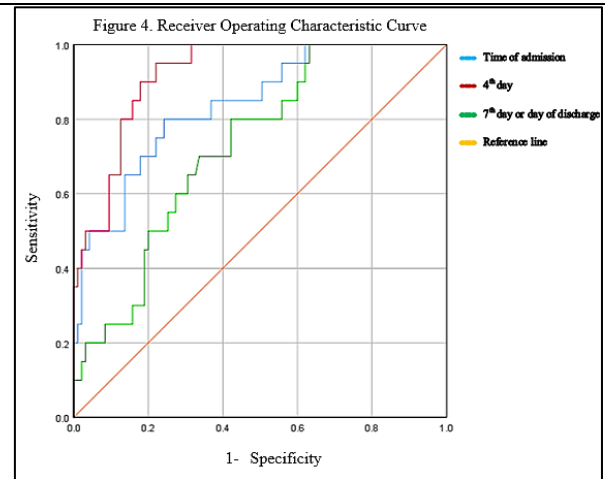 Figure 4. Receiver Operating Characteristic Curve
1.0
0.8
0.6
0.4
0.2
0.0
Sensitivity
0.0 0.2 0.4 0.6 0.8 1.0
1- Specificity
Time of admission
4th day
7th day or day of discharge
Reference line